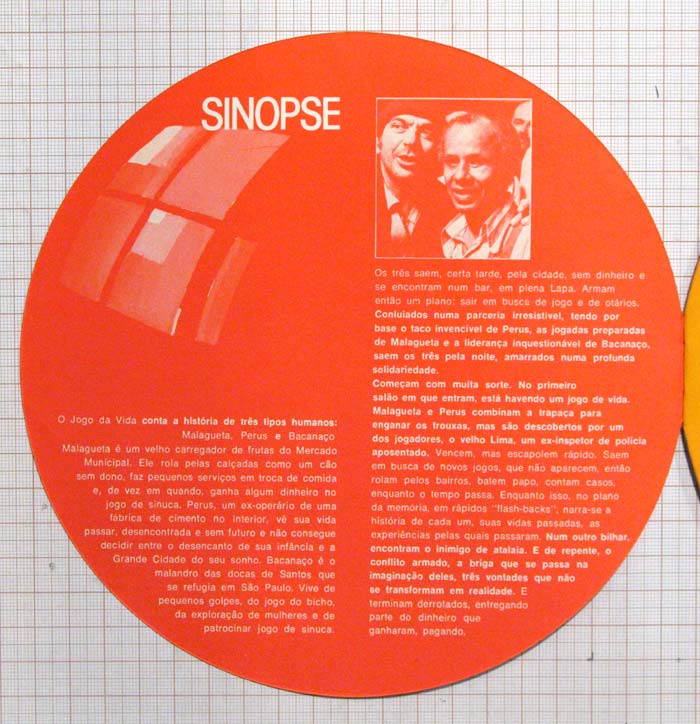 SINOPSE
O Jogo da Vida conta a história de três tipos humanos:
Malagueta, Perus e Bacanaço
Malagueta é um velho carregador de frutas do Mercado
Municipal. Ele rola pelas calçadas como um cão
sem dono, faz pequenos serviços em troca de comida
e, de vez em quando, ganha algum dinheiro no
jogo de sinuca. Perus, um ex-operário de uma
fábrica de cimento no interior, vê sua vida
passar, desencontrada e sem futuro e não consegue
decidir entre o desencanto de sua infância e a
Grande Cidade do seu sonho. Bacanaço é o
malandro das docas de Santos que
se refugia em São Paulo. Vive de
pequenos golpes, do jogo do bicho,
da exploração de mulheres e de
patrocinar jogo de sinuca.
Os três saem, certa tarde, pela cidade, sem dinheiro e
se encontram num bar, em plena Lapa. Armam
então um plano: sair em busca de jogo e de otários.
Conluiados numa parceria irresistível, tendo por
base o taco invencível de Perus, as jogadas preparadas
de Malagueta e a liderança inquestionável de Bacanaço,
saem os três pela noite, amarrados numa profunda
solidariedade.
Começam com muita sorte. No primeiro
salão em que entram, está havendo um jogo de vida.
Malagueta e Perus combinam a trapaça para
enganar os trouxas, mas são descobertos por um
dos jogadores, o velho Lima, um ex-inspetor de polícia
aposentado. Vencem, mas escapolem rápido. Saem
em busca de novos jogos, que não aparecem, então
rolam pelos bairros, batem papo, contam casos,
enquanto o tempo passa. Enquanto isso, no plano
da memória, em rápidos "flash-backs", narra-se a
história de cada um, suas vidas passadas, as
experiências pelas quais passaram. Num outro bilhar,
encontram o inimigo de atalaia. E de repente, o
conflito armado, a briga que se passa na
imaginação deles, três vontades que não
se transformam em realidade. E
terminam derrotados, entregando
parte do dinheiro que
ganharam, pagando,